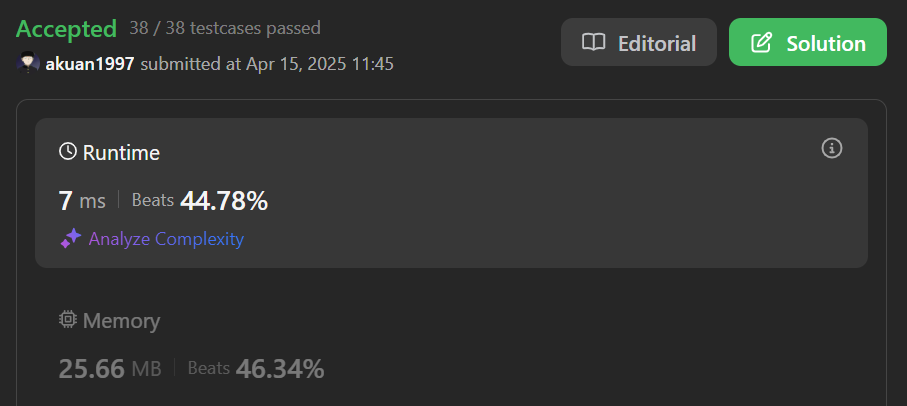 Accepted 38 / 38 testcases passed
Editorial
Solution
akuan1997 submitted at Apr 15, 2025 11:45
Runtime
7 ms Beats 44.78%
Analyze Complexity
Memory
25.66 MB Beats 46.34%